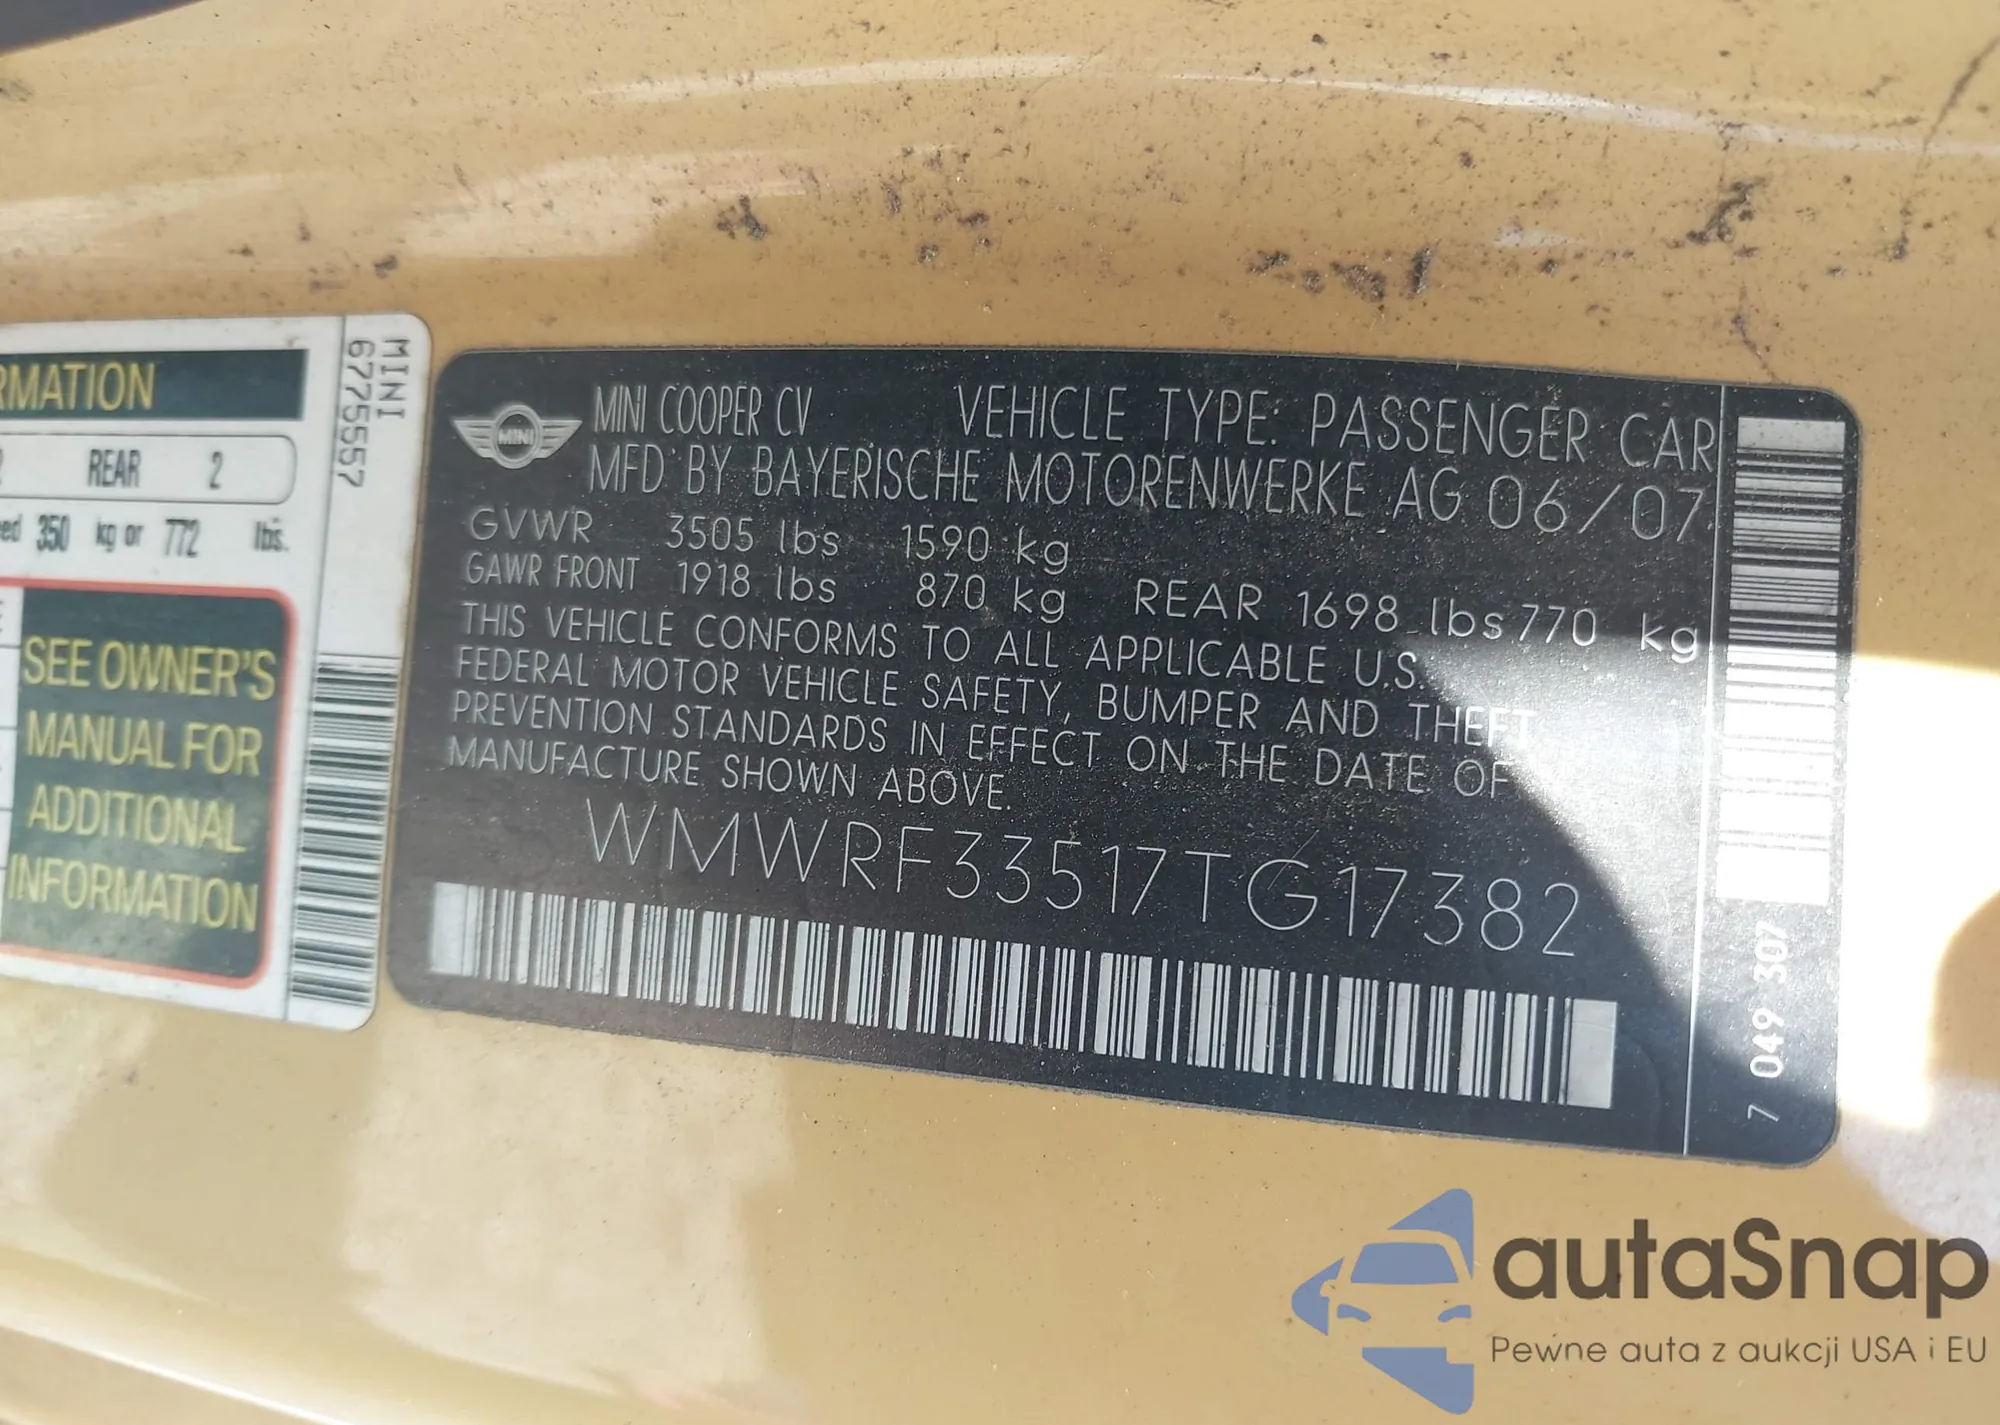 RMATION
REAR 2
350 kg or 772 lbs.
SEE OWNER'S
MANUAL FOR
ADDITIONAL
INFORMATION
MINI
6775557
MINI
MINI COOPER CV VEHICLE TYPE: PASSENGER CAR
MFD BY BAYERISCHE MOTORENWERKE AG 06/07
GVWR 3505 lbs 1590 kg
GAWR FRONT 1918 lbs 870 kg REAR 1698 lbs 770 kg
THIS VEHICLE CONFORMS TO ALL APPLICABLE U.S.
FEDERAL MOTOR VEHICLE SAFETY, BUMPER AND THEFT
PREVENTION STANDARDS IN EFFECT ON THE DATE OF
MANUFACTURE SHOWN ABOVE.
WMWRF33517TG17382
7 049 307
autaSnap
Pewne auta z aukcji USA i EU